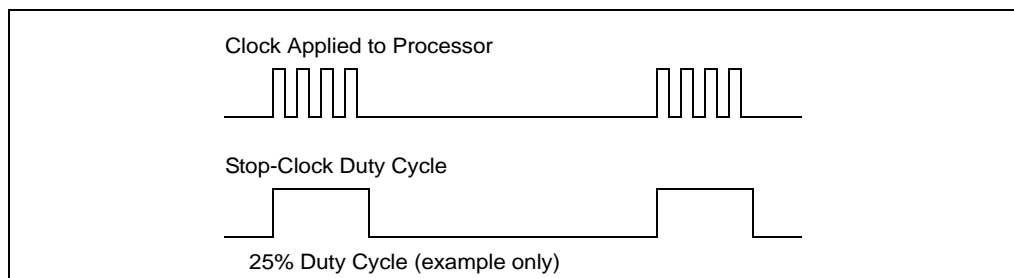 Clock Applied to Processor
Stop-Clock Duty Cycle
25% Duty Cycle (example only)